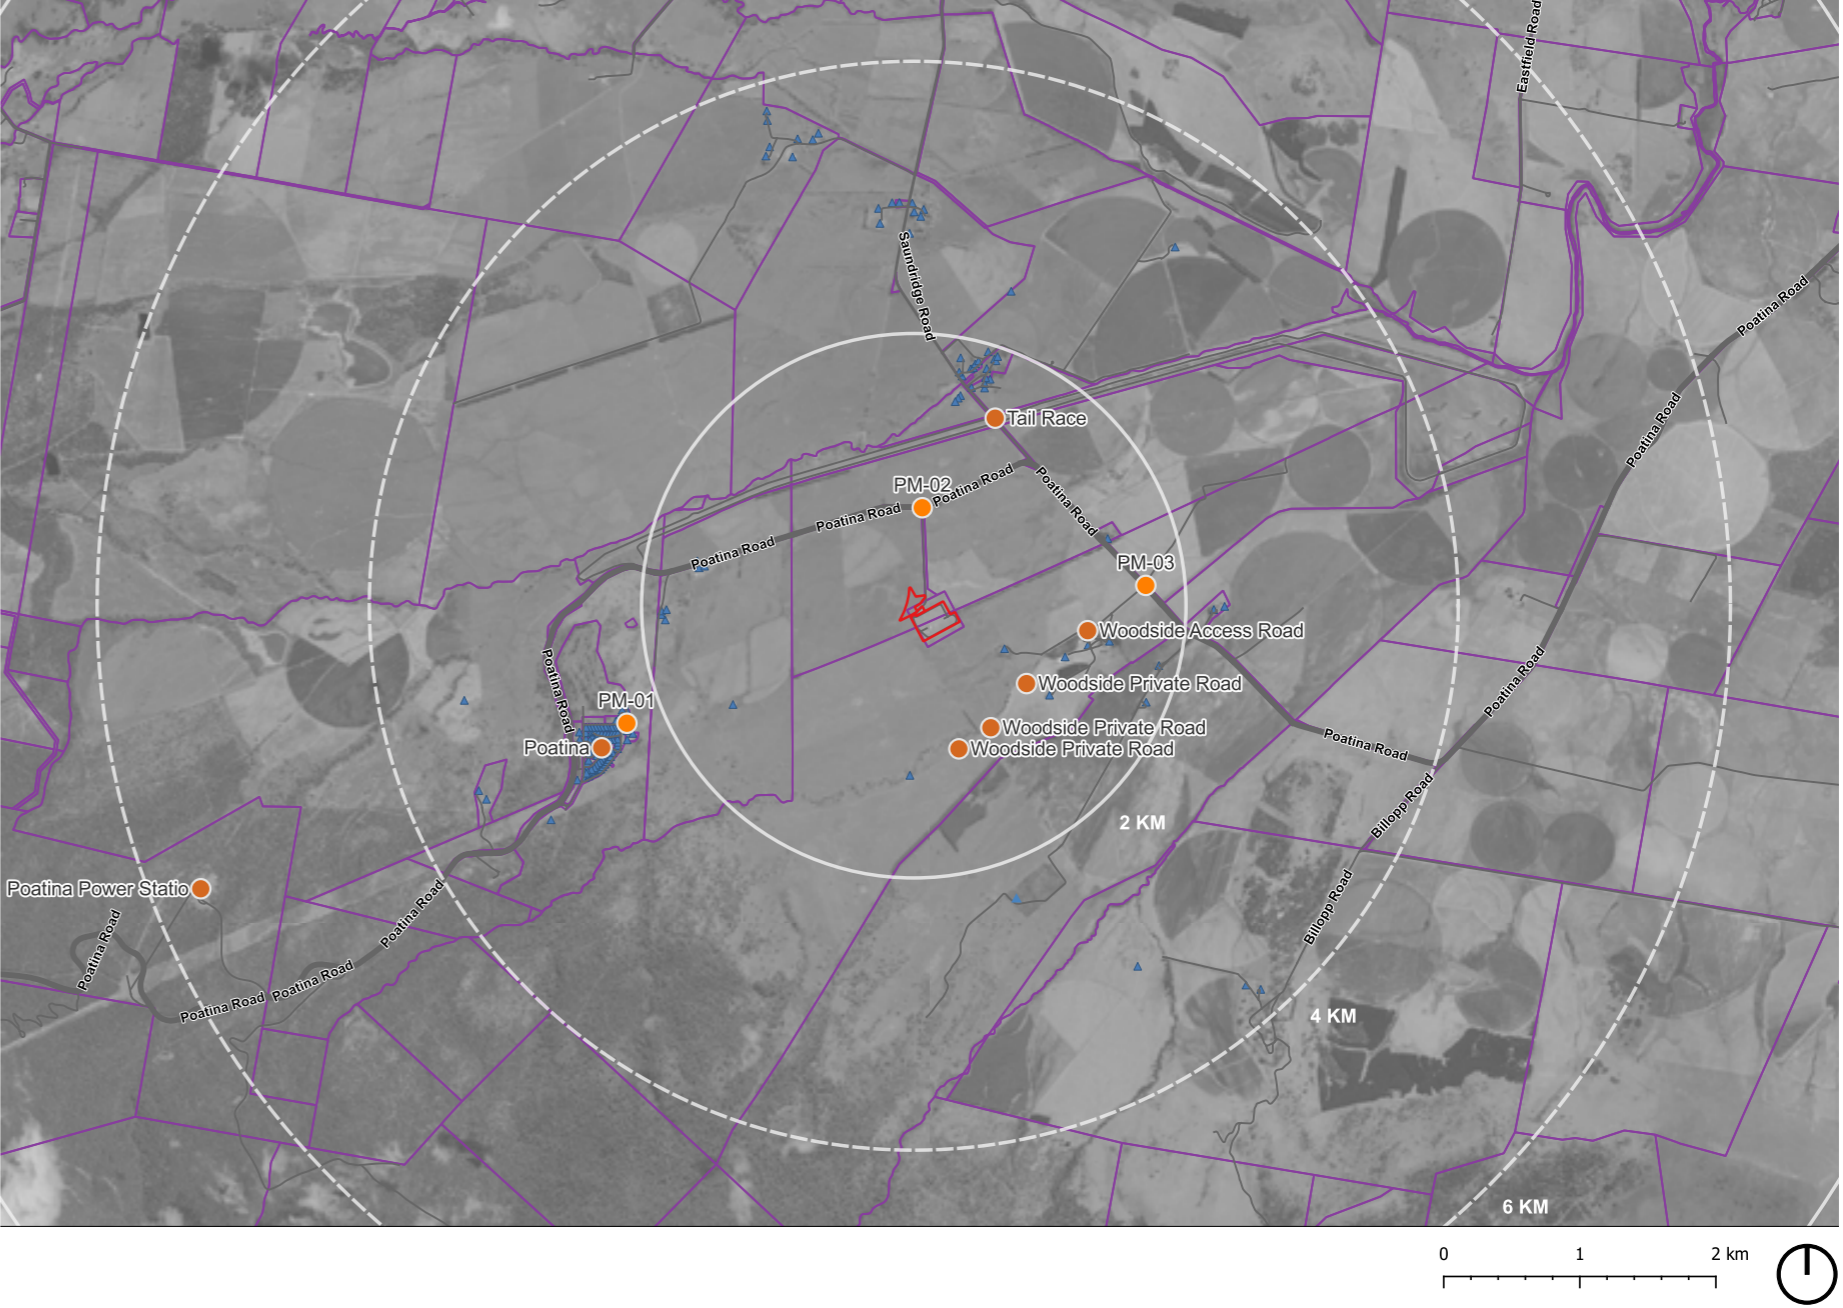 Eastfield Road
Saundridge Road
Poatina Road
Tail Race
Poatina Road
PM-02
Poatina Road
Poatina Road
Poatina Road
Poatina Road
PM-03
Woodside Access Road
Poatina Road
Woodside Private Road
Poatina Road
PM-01
Woodside Private Road
Poatina
Woodside Private Road
Poatina Road
Billopp Road
2 KM
Poatina Power Statio
Poatina Road
Billopp Road
Poatina Road
Poatina Road
Poatina Road
4 KM
6 KM
0 1 2 km